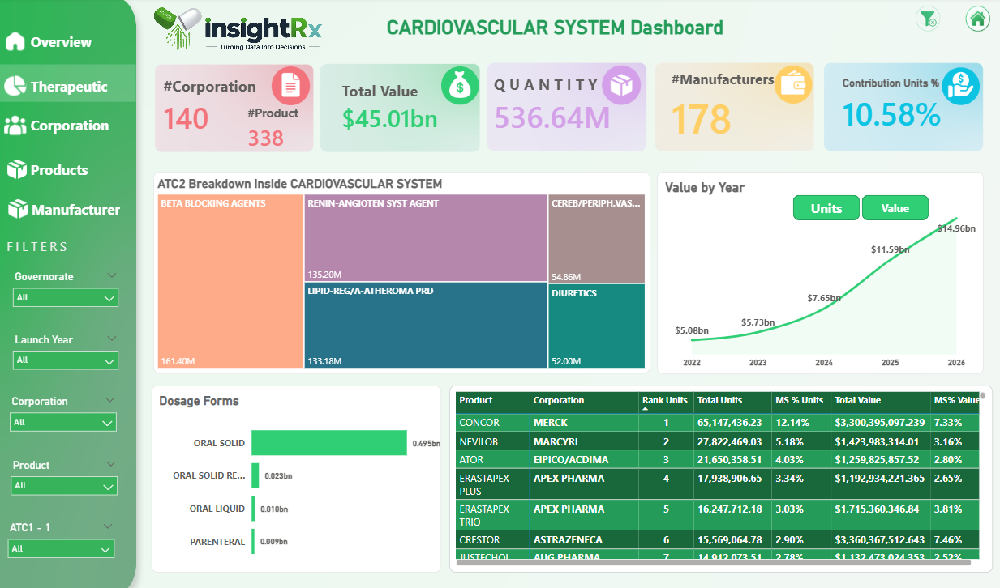 Overview
Therapeutic
Corporation
Products
Manufacturer
FILTERS
Governorate
All
Launch Year
All
Corporation
All
Product
All
ATC1 - 1
All
insightRx
Turning Data Into Decisions
CARDIOVASCULAR SYSTEM Dashboard
#Corporation
140
#Product
338
Total Value
$45.01bn
QUANTITY
536.64M
#Manufacturers
178
Contribution Units %
10.58%
ATC2 Breakdown Inside CARDIOVASCULAR SYSTEM
BETA BLOCKING AGENTS
161.40M
RENIN-ANGIOTEN SYST AGENT
135.20M
LIPID-REG/A-ATHEROMA PRD
133.18M
CEREB/PERIPH.VAS...
54.86M
DIURETICS
52.00M
Value by Year
Units Value
$5.08bn
$5.73bn
$7.65bn
$11.59bn
$14.96bn
2022 2023 2024 2025 2026
Dosage Forms
ORAL SOLID 0.495bn
ORAL SOLID RE... 0.023bn
ORAL LIQUID 0.010bn
PARENTERAL 0.009bn
Product Corporation Rank Units Total Units MS % Units Total Value MS% Value
CONCOR MERCK 1 65,147,436.23 12.14% $3,300,395,097.239 7.33%
NEVILOB MARCYRL 2 27,822,469.03 5.18% $1,423,983,314.01 3.16%
ATOR EIPICO/ACDIMA 3 21,650,358.51 4.03% $1,259,825,857.52 2.80%
ERASTAPEX PLUS APEX PHARMA 4 17,938,906.65 3.34% $1,192,934,221.365 2.65%
ERASTAPEX TRIO APEX PHARMA 5 16,247,712.18 3.03% $1,715,360,346.84 3.81%
CRESTOR ASTRAZENECA 6 15,569,064.78 2.90% $3,360,367,512.643 7.46%
JUSTECHOL AUG PHARMA 7 14,912,073.51 2.78% $1,132,473,024.353 2.52%